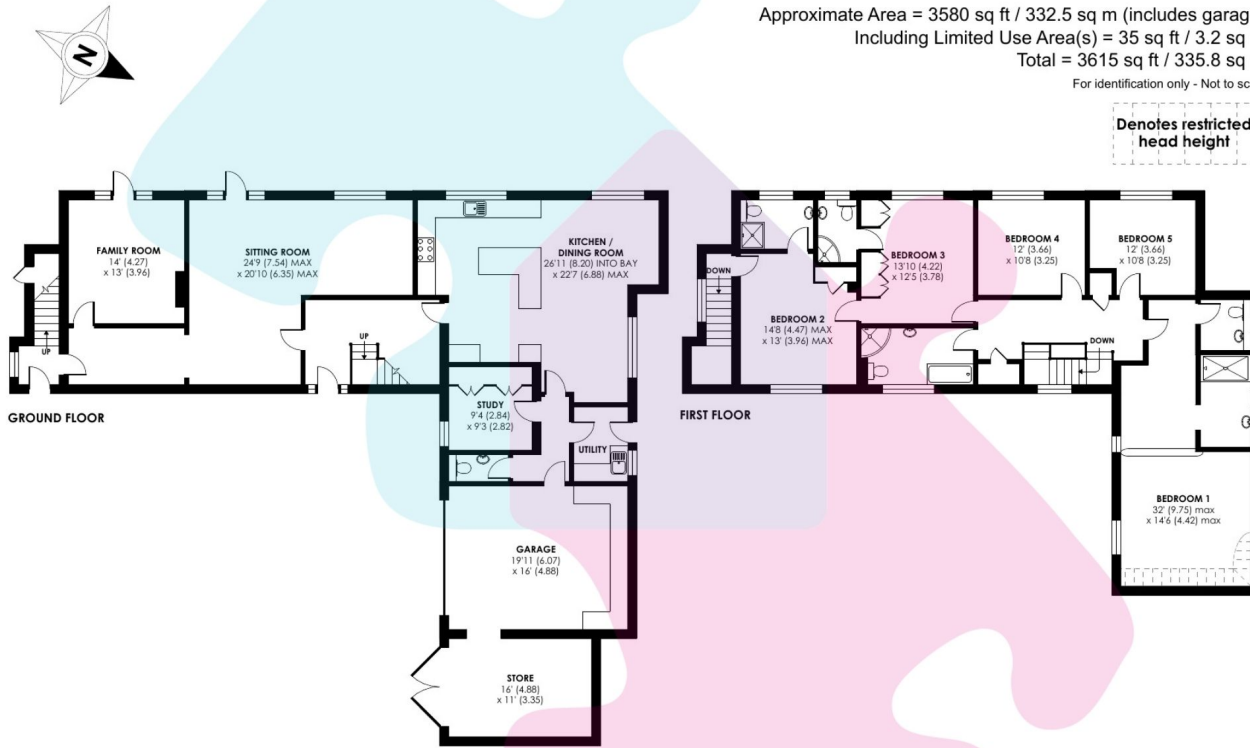 Approximate Area = 3580 sq ft / 332.5 sq m (includes garag
Including Limited Use Area(s) = 35 sq ft / 3.2 sq
Total = 3615 sq ft / 335.8 sq
For identification only - Not to sc
Denotes restricted
head height
N
FAMILY ROOM
14' (4.27)
x 13' (3.96)
SITTING ROOM
24'9 (7.54) MAX
x 20'10 (6.35) MAX
KITCHEN /
DINING ROOM
26'11 (8.20) INTO BAY
x 22'7 (6.88) MAX
UP
UP
STUDY
9'4 (2.84)
x 9'3 (2.82)
UTILITY
GARAGE
19'11 (6.07)
x 16' (4.88)
STORE
16' (4.88)
x 11' (3.35)
GROUND FLOOR
DOWN
BEDROOM 2
14'8 (4.47) MAX
x 13' (3.96) MAX
BEDROOM 3
13'10 (4.22)
x 12'5 (3.78)
BEDROOM 4
12' (3.66)
x 10'8 (3.25)
BEDROOM 5
12' (3.66)
x 10'8 (3.25)
DOWN
BEDROOM 1
32' (9.75) max
x 14'6 (4.42) max
FIRST FLOOR